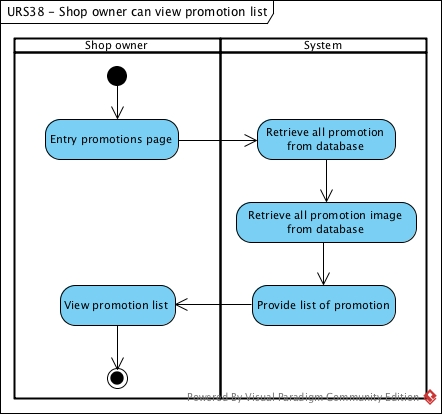 URS38 - Shop owner can view promotion list
Shop owner
System
Entry promotions page
Retrieve all promotion
from database
Retrieve all promotion image
from database
Provide list of promotion
View promotion list
Powered By Visual Paradigm Community Edition